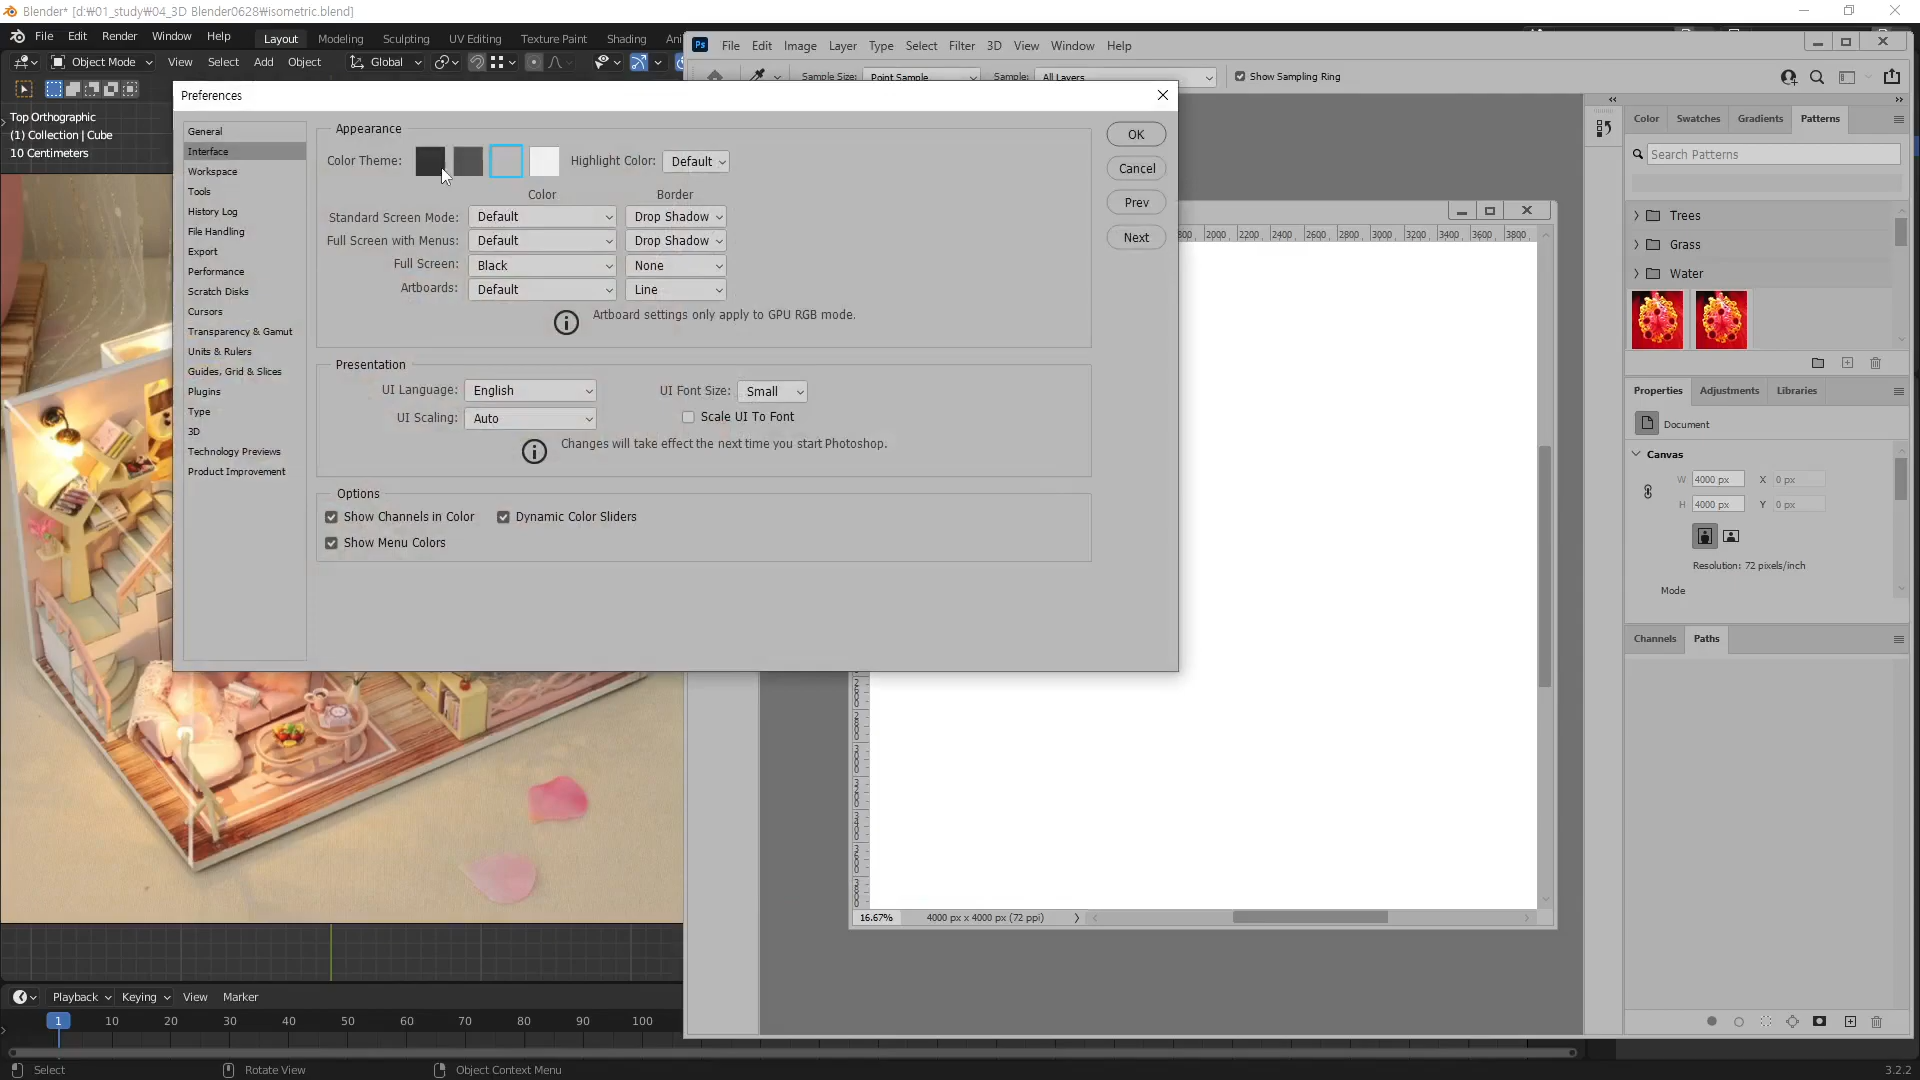 Blender* [d:₩01_study₩04_3D Blender0628₩isometric.blend]
File Edit Render Window Help Layout Modeling Sculpting UV Editing Texture Paint Shading
Object Mode View Select Add Object Global
Top Orthographic
(1) Collection | Cube
10 Centimeters
Ps File Edit Image Layer Type Select Filter 3D View Window Help
Sample Size: Point Sample Sample: All Layers Show Sampling Ring
Preferences
General
Interface
Workspace
Tools
History Log
File Handling
Export
Performance
Scratch Disks
Cursors
Transparency & Gamut
Units & Rulers
Guides, Grid & Slices
Plugins
Type
3D
Technology Previews
Product Improvement
Appearance
Color Theme: Highlight Color: Default
Color Border
Standard Screen Mode: Default Drop Shadow
Full Screen with Menus: Default Drop Shadow
Full Screen: Black None
Artboards: Default Line
Artboard settings only apply to GPU RGB mode.
Presentation
UI Language: English UI Font Size: Small
UI Scaling: Auto Scale UI To Font
Changes will take effect the next time you start Photoshop.
Options
Show Channels in Color Dynamic Color Sliders
Show Menu Colors
OK
Cancel
Prev
Next
2000 2200 2400 2600 2800 3000 3200 3400 3600 3800
16.67% 4000 px x 4000 px (72 ppi)
Color Swatches Gradients Patterns
Search Patterns
Trees
Grass
Water
Properties Adjustments Libraries
Document
Canvas
W 4000 px X 0 px
H 4000 px Y 0 px
Resolution: 72 pixels/inch
Mode
Channels Paths
Playback Keying View Marker
1 10 20 30 40 50 60 70 80 90 100
Select Rotate View Object Context Menu 3.2.2